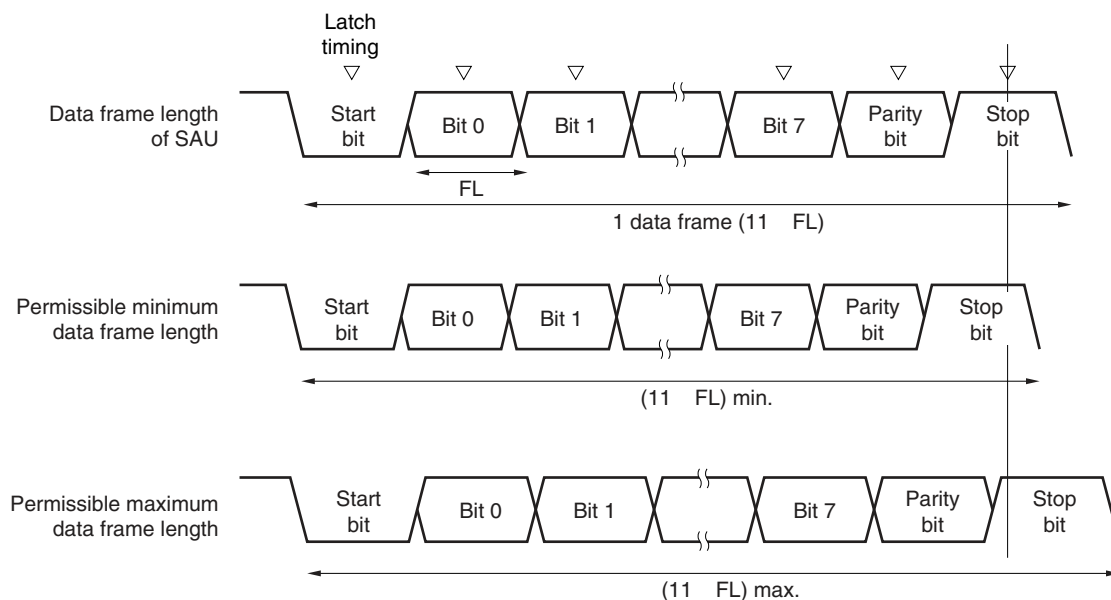 Latch
timing
Data frame length
of SAU
Start
bit
Bit 0
Bit 1
Bit 7
Parity
bit
Stop
bit
FL
1 data frame (11 FL)
Permissible minimum
data frame length
Start
bit
Bit 0
Bit 1
Bit 7
Parity
bit
Stop
bit
(11 FL) min.
Permissible maximum
data frame length
Start
bit
Bit 0
Bit 1
Bit 7
Parity
bit
Stop
bit
(11 FL) max.